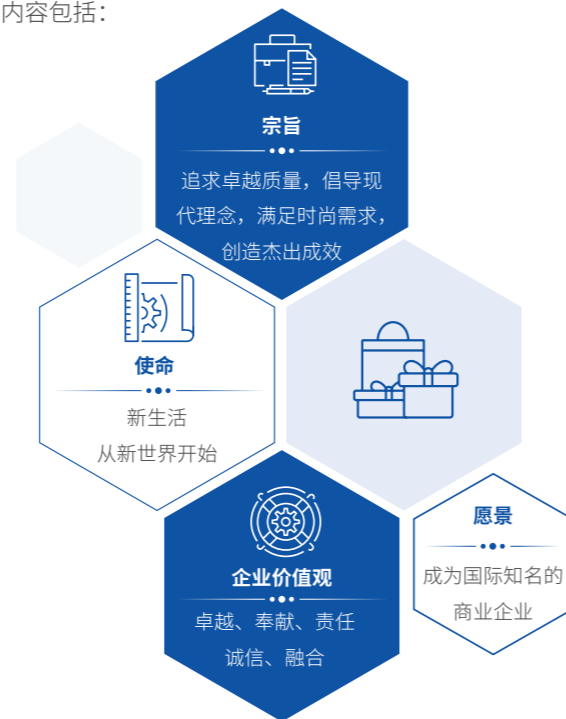 内容包括：
宗旨
追求卓越质量，倡导现
代理念，满足时尚需求，
创造杰出成效
使命
新生活
从新世界开始
企业价值观
卓越、奉献、责任
诚信、融合
愿景
成为国际知名的
商业企业